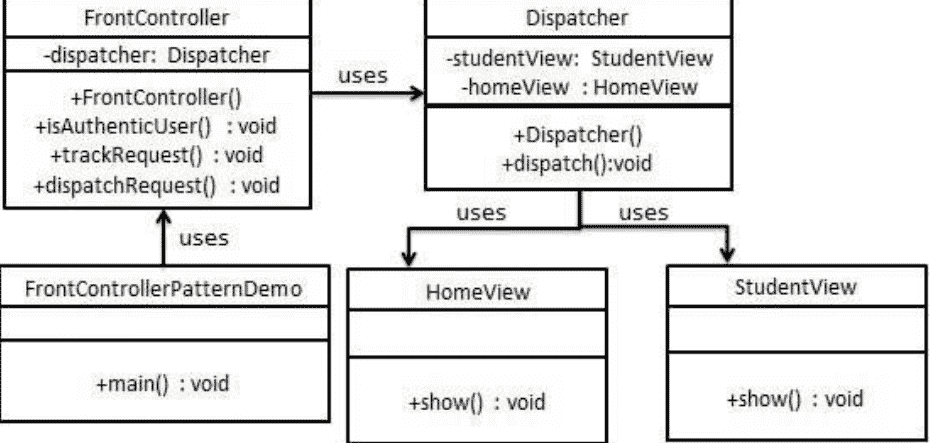 FrontController
-dispatcher: Dispatcher
+FrontController()
+isAuthenticUser() : void
+trackRequest() : void
+dispatchRequest() : void
uses
Dispatcher
-studentView: StudentView
-homeView : HomeView
+Dispatcher()
+dispatch():void
uses
uses
uses
FrontControllerPatternDemo
+main() : void
HomeView
+show() : void
StudentView
+show() : void